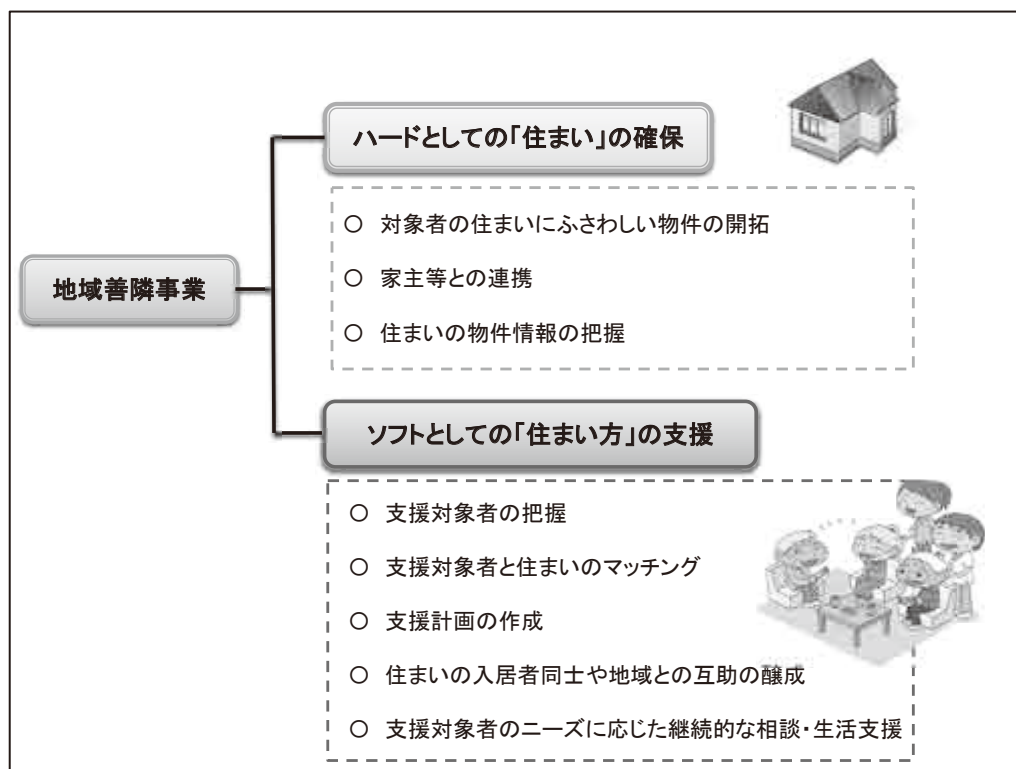 ハードとしての「住まい」の確保
○ 対象者の住まいにふさわしい物件の開拓
○ 家主等との連携
○ 住まいの物件情報の把握
地域善隣事業
ソフトとしての「住まい方」の支援
○ 支援対象者の把握
○ 支援対象者と住まいのマッチング
○ 支援計画の作成
○ 住まいの入居者同士や地域との互助の醸成
○ 支援対象者のニーズに応じた継続的な相談・生活支援